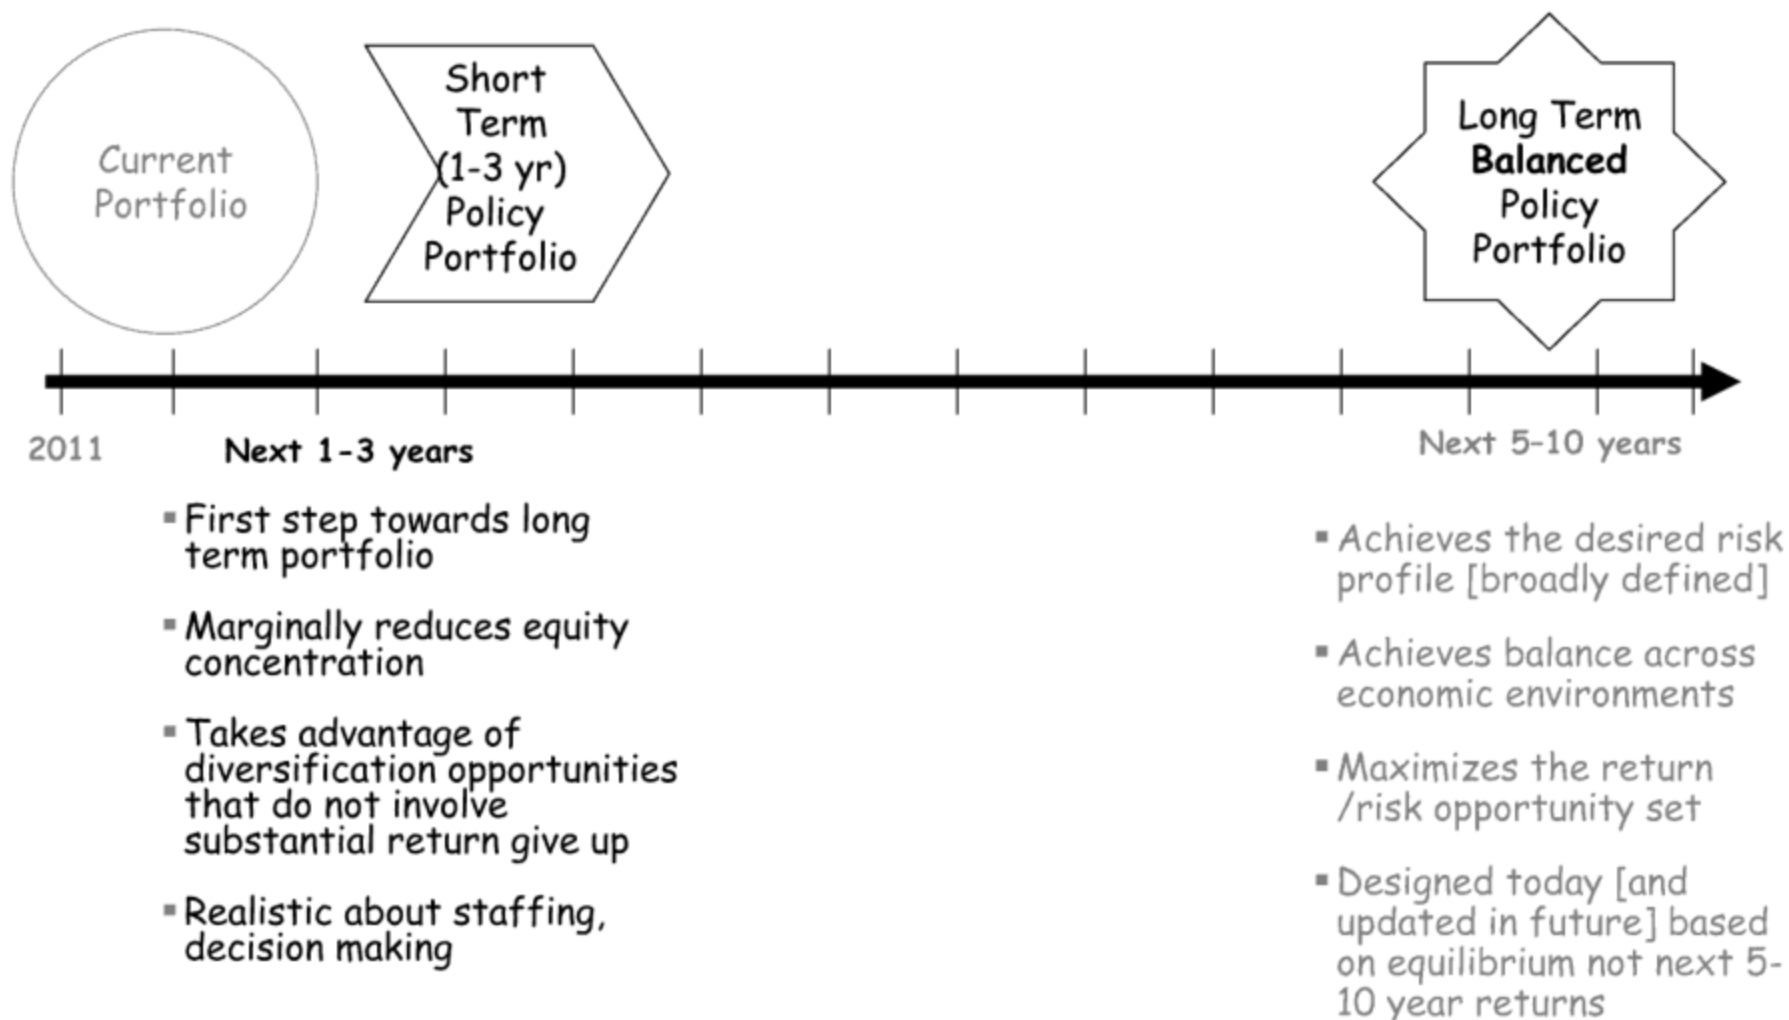 Current
Portfolio
Short
Term
(1-3 yr)
Policy
Portfolio
Long Term
Balanced
Policy
Portfolio
2011
Next 1-3 years
Next 5-10 years
▪ First step towards long
term portfolio
▪ Marginally reduces equity
concentration
▪ Takes advantage of
diversification opportunities
that do not involve
substantial return give up
▪ Realistic about staffing,
decision making
▪ Achieves the desired risk
profile [broadly defined]
▪ Achieves balance across
economic environments
▪ Maximizes the return
/risk opportunity set
▪ Designed today [and
updated in future] based
on equilibrium not next 5-
10 year returns